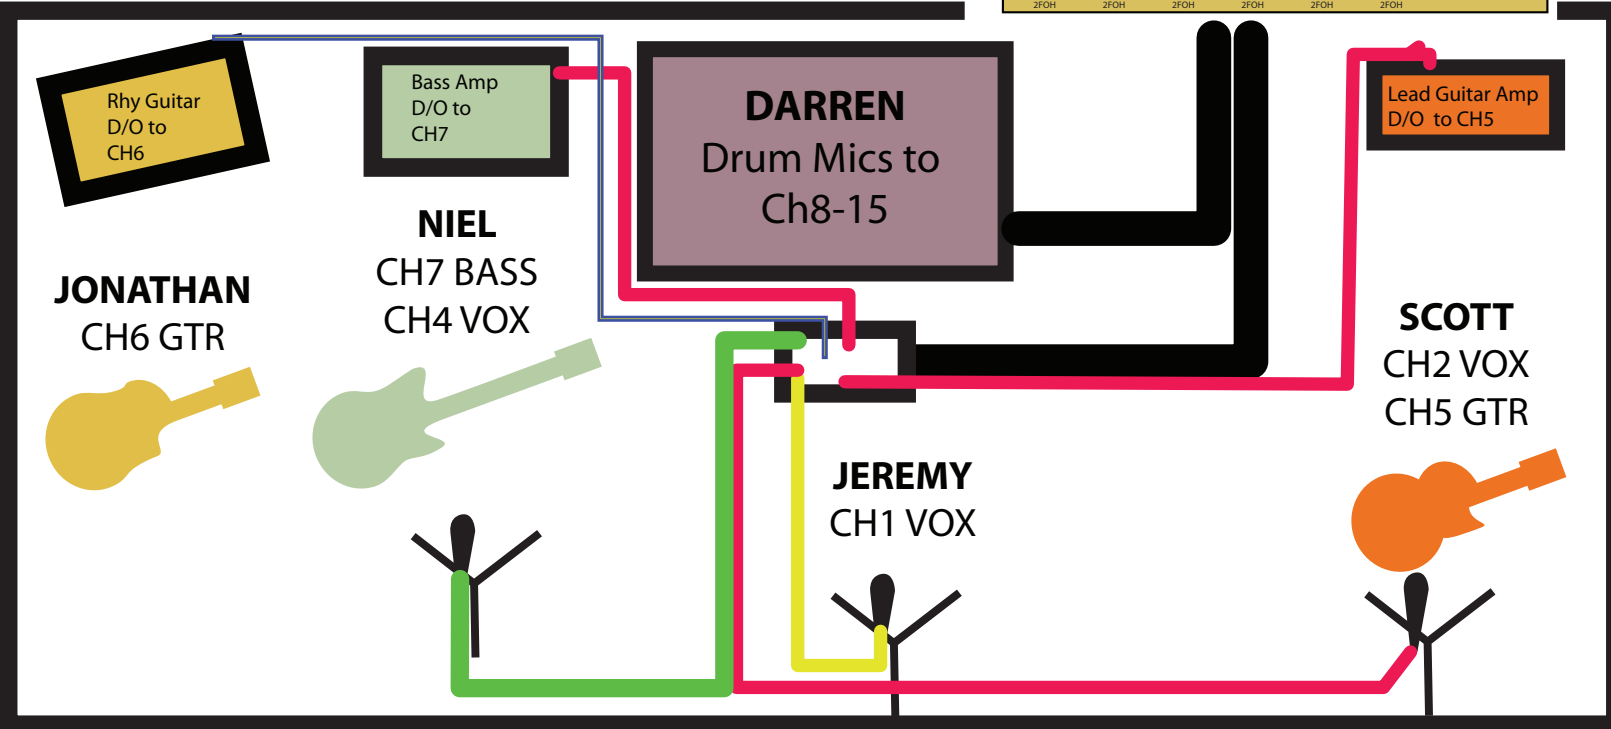 2FOH 2FOH 2FOH 2FOH 2FOH 2FOH
Rhy Guitar
D/O to
CH6
Bass Amp
D/O to
CH7
DARREN
Drum Mics to
Ch8-15
Lead Guitar Amp
D/O to CH5
JONATHAN
CH6 GTR
NIEL
CH7 BASS
CH4 VOX
SCOTT
CH2 VOX
CH5 GTR
JEREMY
CH1 VOX